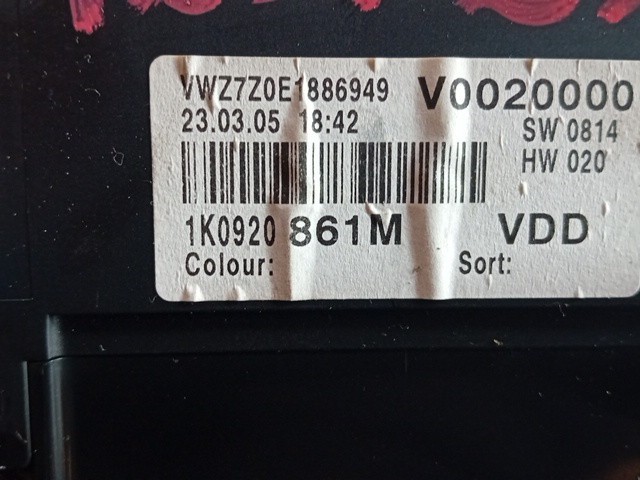 VWZ7Z0E1886949 V0020000
23.03.05 18:42 SW 0814
HW 020
1K0920 861M VDD
Colour: Sort: